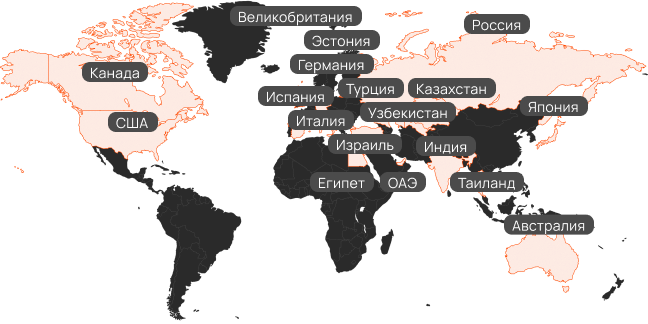 Великобритания
Россия
Эстония
Германия
Канада
Турция
Казахстан
Испания
Япония
Узбекистан
США
Италия
Израиль
Индия
Египет
ОАЭ
Таиланд
Австралия